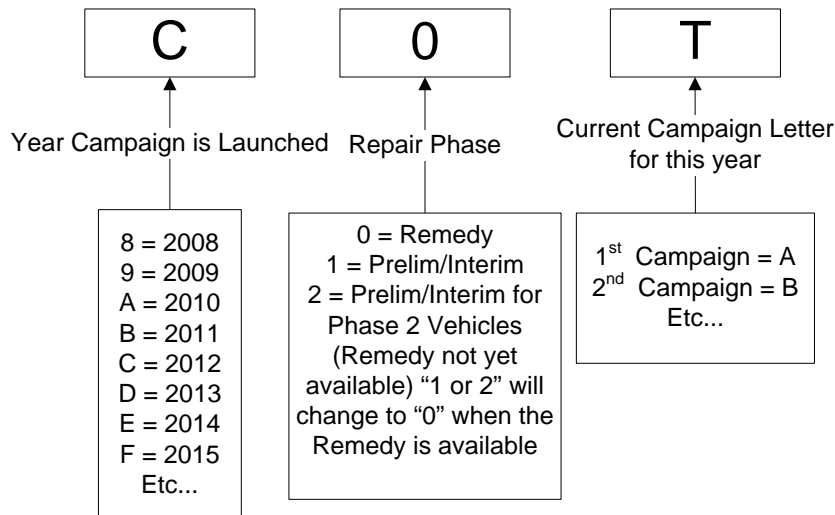 C
0
T
Year Campaign is Launched
Repair Phase
Current Campaign Letter
for this year
8 = 2008
9 = 2009
A = 2010
B = 2011
C = 2012
D = 2013
E = 2014
F = 2015
Etc...
0 = Remedy
1 = Prelim/Interim
2 = Prelim/Interim for
Phase 2 Vehicles
(Remedy not yet
available) “1 or 2” will
change to “0” when the
Remedy is available
1st Campaign = A
2nd Campaign = B
Etc...